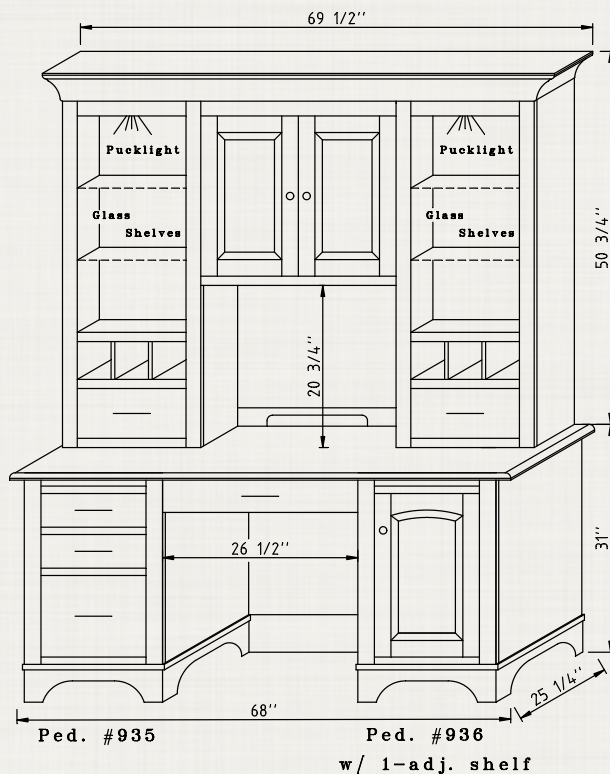 69 1/2''
Pucklight
Pucklight
Glass
Shelves
Glass
Shelves
50 3/4''
20 3/4''
26 1/2''
31''
25 1/4''
68''
Ped. #935
Ped. #936
w/ 1-adj. shelf